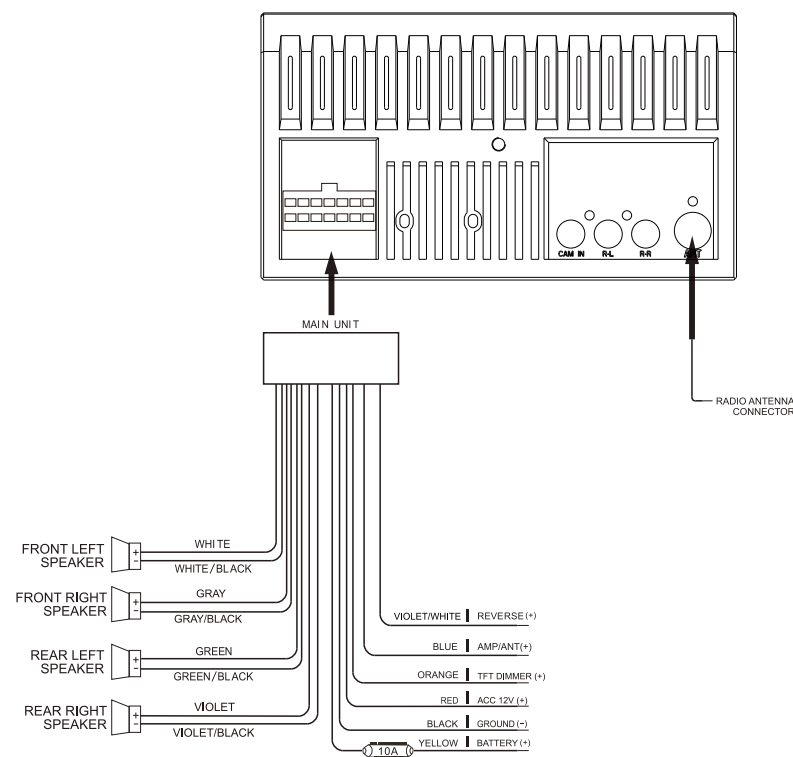 CAM IN
R-L
R-R
ANT
MAIN UNIT
RADIO ANTENNA
CONNECTOR
FRONT LEFT
SPEAKER
+
-
WHITE
WHITE/BLACK
FRONT RIGHT
SPEAKER
+
-
GRAY
GRAY/BLACK
REAR LEFT
SPEAKER
+
-
GREEN
GREEN/BLACK
REAR RIGHT
SPEAKER
+
-
VIOLET
VIOLET/BLACK
VIOLET/WHITE REVERSE (+)
BLUE AMP/ANT(+)
ORANGE TFT DIMMER (+)
RED ACC 12V (+)
BLACK GROUND (-)
10A YELLOW BATTERY (+)